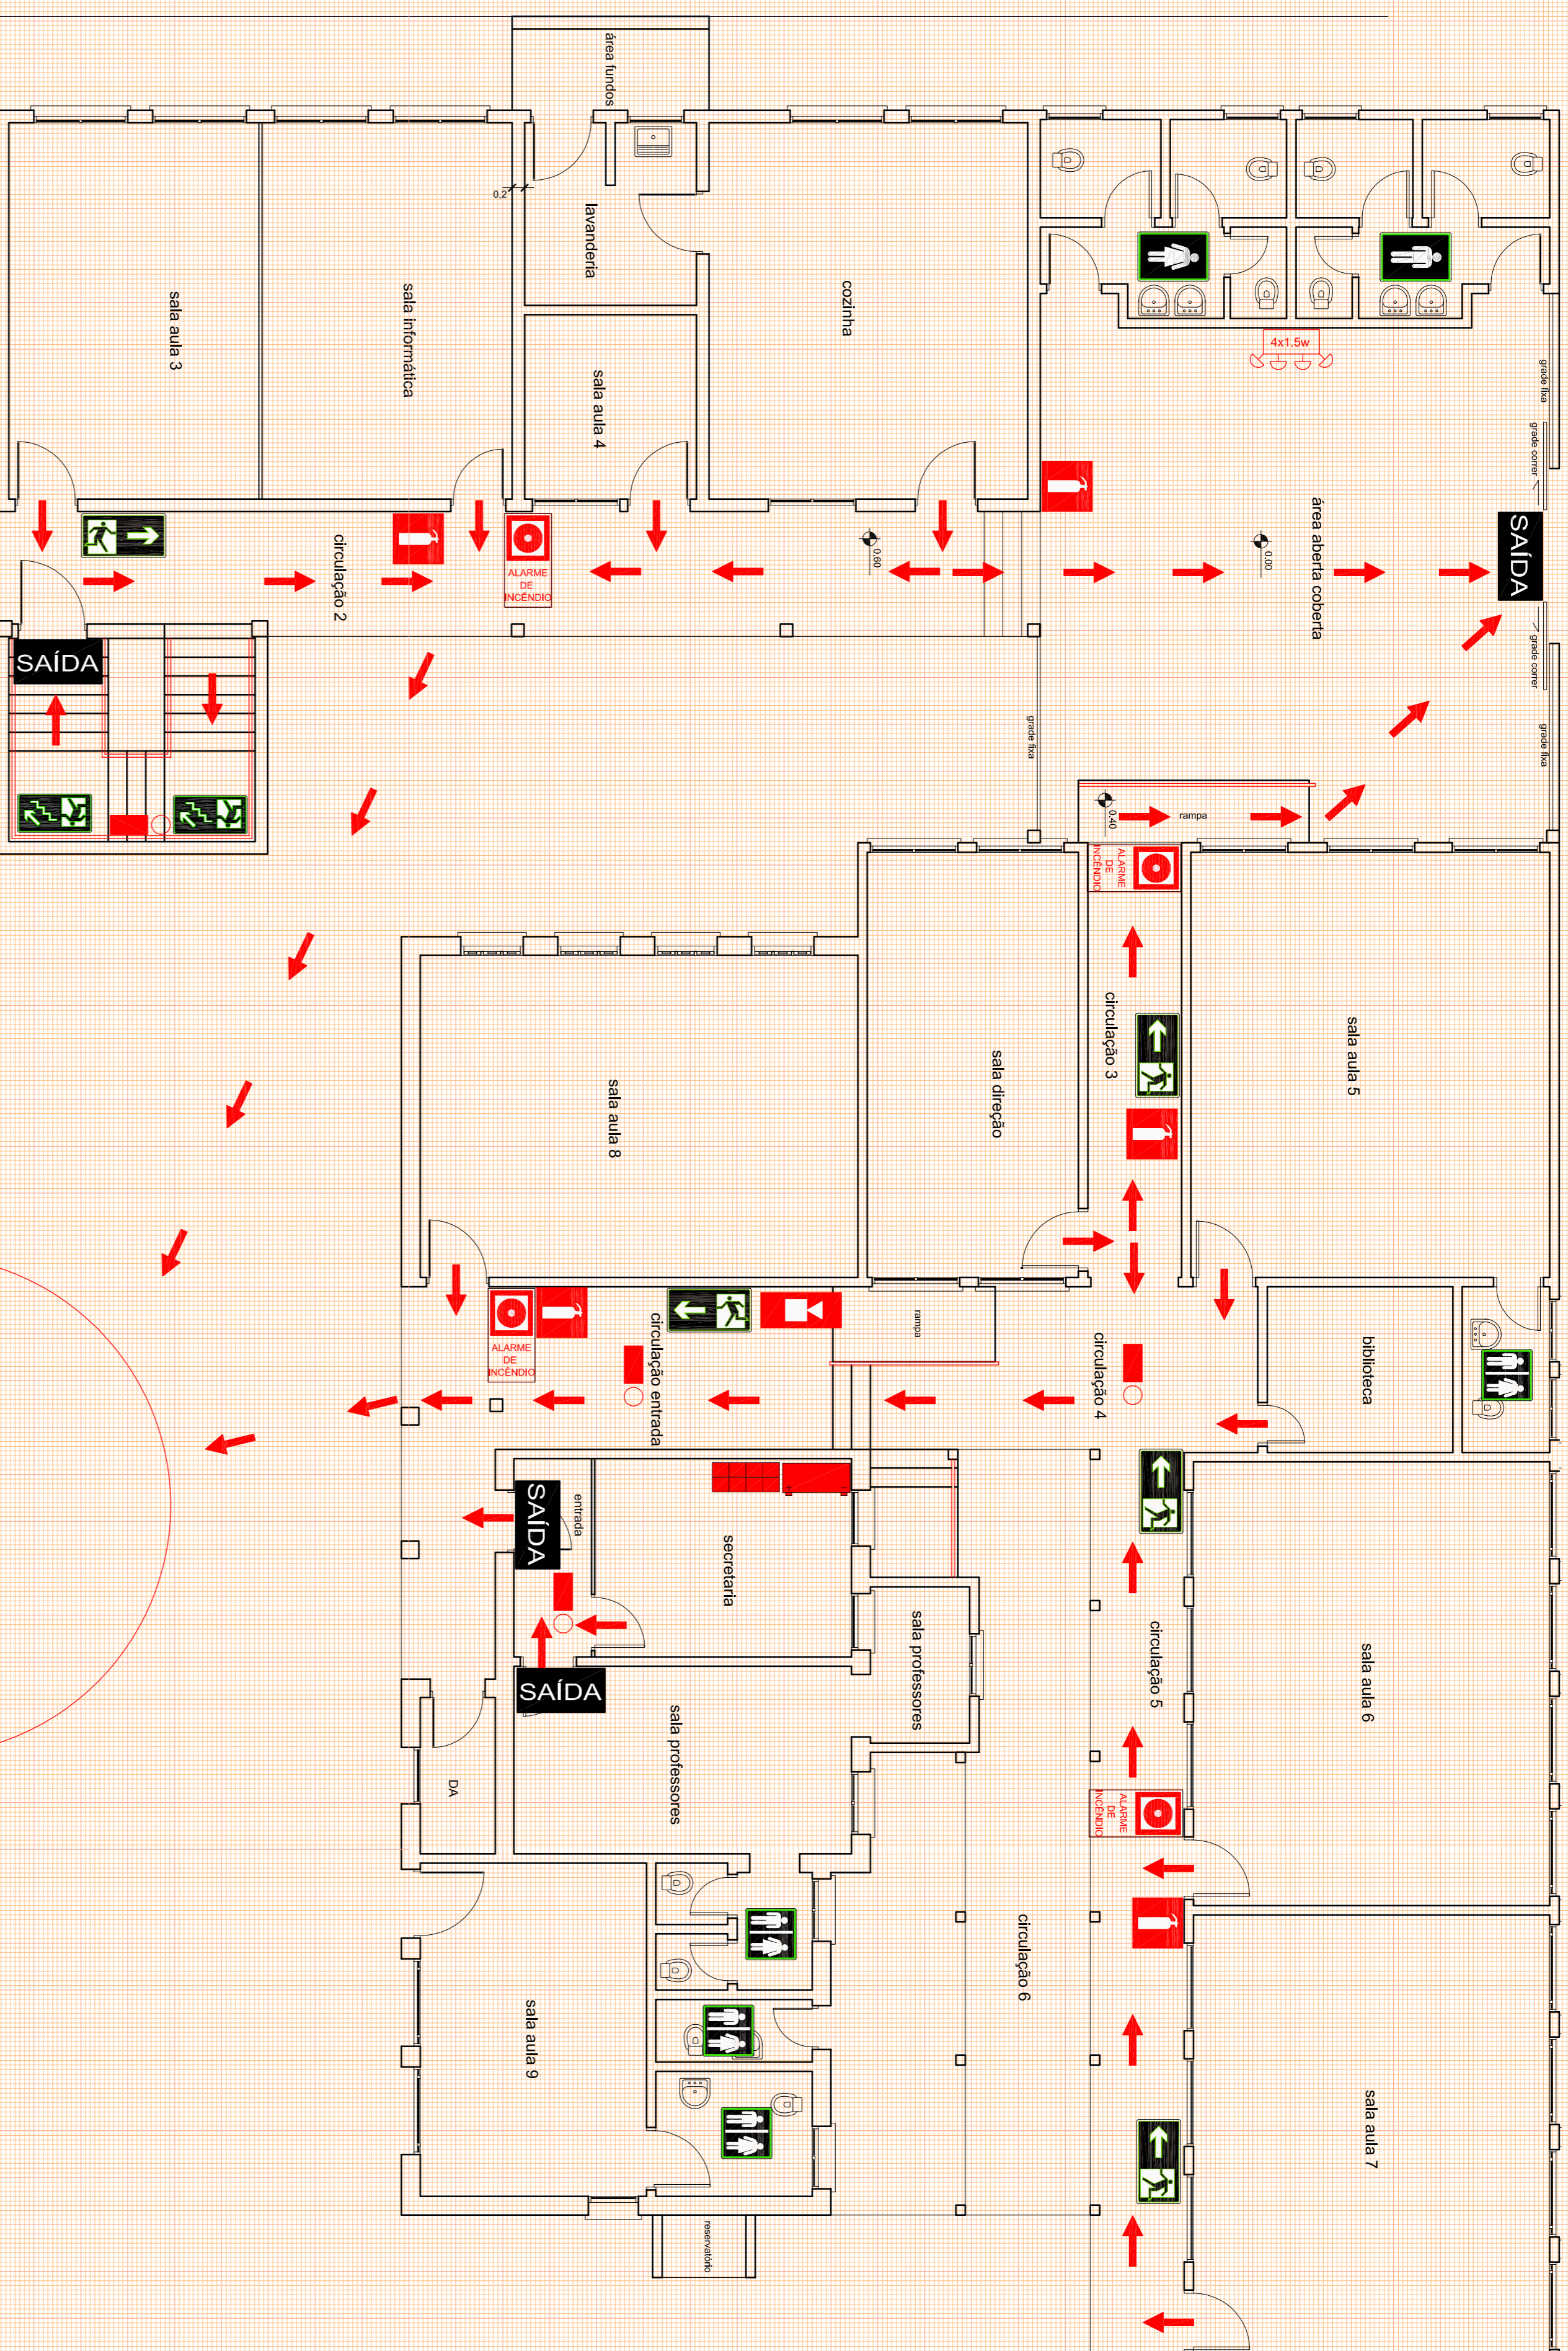 área fundos
0,2
lavanderia
sala aula 3
sala informática
sala aula 4
cozinha
4x1.5w
grade fixa
grade correr
circulação 2
ALARME
DE
INCÊNDIO
0.60
0.00
área aberta coberta
SAÍDA
grade correr
SAÍDA
grade fixa
grade fixa
0.40
rampa
ALARME
DE
INCÊNDIO
circulação 3
sala aula 5
sala direção
sala aula 8
ALARME
DE
INCÊNDIO
circulação entrada
rampa
circulação 4
biblioteca
SAÍDA
entrada
secretaria
sala professores
circulação 5
sala aula 6
SAÍDA
sala professores
DA
ALARME
DE
INCÊNDIO
circulação 6
sala aula 9
sala aula 7
reservatório